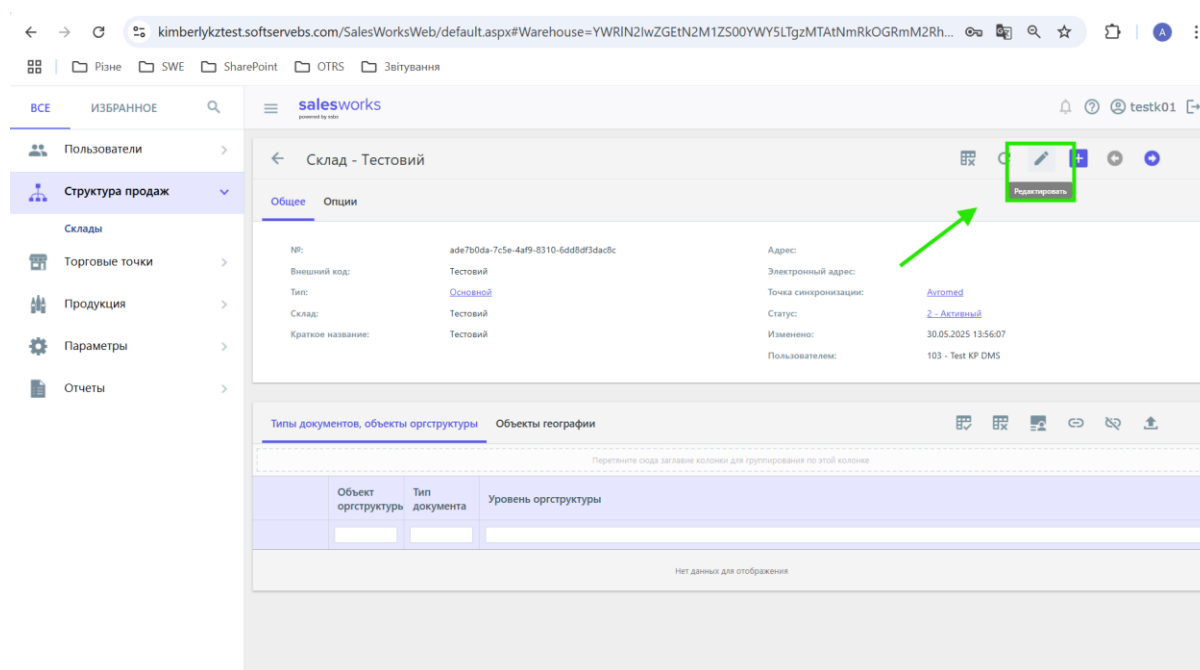 kimberlykztest.softservebs.com/SalesWorksWeb/default.aspx#Warehouse=YWRlN2IwZGEtN2M1ZS00YWY5LTgzMTAtNmRkOGRmM2Rh...
A
Різне SWE SharePoint OTRS Звітування
ВСЕ ИЗБРАННОЕ
salesworks
testk01
Пользователи
Склад - Тестовий
Структура продаж
Редактировать
Общее Опции
Склады
Торговые точки
Продукция
Параметры
Отчеты
№: ade7b0da-7c5e-4af9-8310-6dd8df3dac8c Адрес:
Внешний код: Тестовий Электронный адрес:
Тип: Основной Точка синхронизации: Avromed
Склад: Тестовий Статус: 2 - Активный
Краткое название: Тестовий Изменено: 30.05.2025 13:56:07
Пользователем: 103 - Test KP DMS
Типы документов, объекты оргструктуры Объекты географии
Перетяните сюда заглавие колонки для группирования по этой колонке
Объект Тип
оргструктурь документа Уровень оргструктуры
Нет данных для отображения